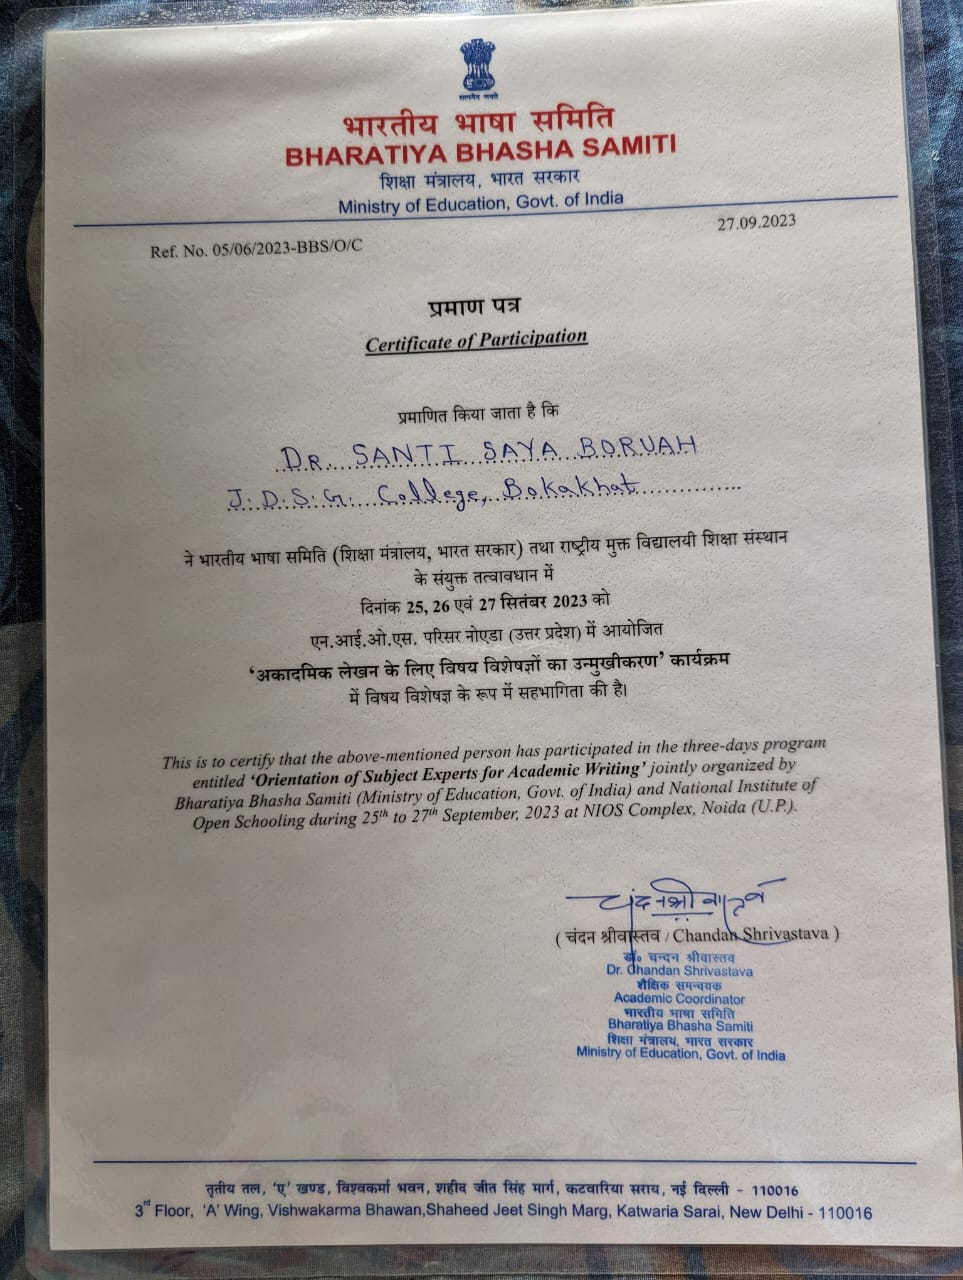 सत्यमेव जयते
भारतीय भाषा समिति
BHARATIYA BHASHA SAMITI
शिक्षा मंत्रालय, भारत सरकार
Ministry of Education, Govt. of India
27.09.2023
Ref. No. 05/06/2023-BBS/O/C
प्रमाण पत्र
Certificate of Participation
प्रमाणित किया जाता है कि
DR. SANTI SAYA BORUAH
J.D.S.G. College, Bokakhat
ने भारतीय भाषा समिति (शिक्षा मंत्रालय, भारत सरकार) तथा राष्ट्रीय मुक्त विद्यालयी शिक्षा संस्थान
के संयुक्त तत्वावधान में
दिनांक 25, 26 एवं 27 सितंबर 2023 को
एन.आई.ओ.एस. परिसर नोएडा (उत्तर प्रदेश) में आयोजित
‘अकादमिक लेखन के लिए विषय विशेषज्ञों का उन्मुखीकरण’ कार्यक्रम
में विषय विशेषज्ञ के रूप में सहभागिता की है।
This is to certify that the above-mentioned person has participated in the three-days program
entitled ‘Orientation of Subject Experts for Academic Writing’ jointly organized by
Bharatiya Bhasha Samiti (Ministry of Education, Govt. of India) and National Institute of
Open Schooling during 25th to 27th September, 2023 at NIOS Complex, Noida (U.P.).
चंदन श्रीवास्तव
( चंदन श्रीवास्तव / Chandan Shrivastava )
डॉ० चन्दन श्रीवास्तव
Dr. Chandan Shrivastava
शैक्षिक समन्वयक
Academic Coordinator
भारतीय भाषा समिति
Bharatiya Bhasha Samiti
शिक्षा मंत्रालय, भारत सरकार
Ministry of Education, Govt. of India
तृतीय तल, ‘ए’ खण्ड, विश्वकर्मा भवन, शहीद जीत सिंह मार्ग, कटवारिया सराय, नई दिल्ली - 110016
3rd Floor, ‘A’ Wing, Vishwakarma Bhawan,Shaheed Jeet Singh Marg, Katwaria Sarai, New Delhi - 110016